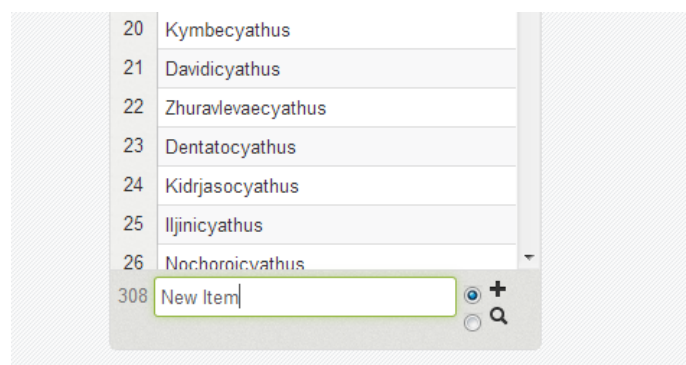 20 Kymbecyathus
21 Davidicyathus
22 Zhuravlevaecyathus
23 Dentatocyathus
24 Kidrjasocyathus
25 Iljinicyathus
26 Nochoroicyathus
308 New Item